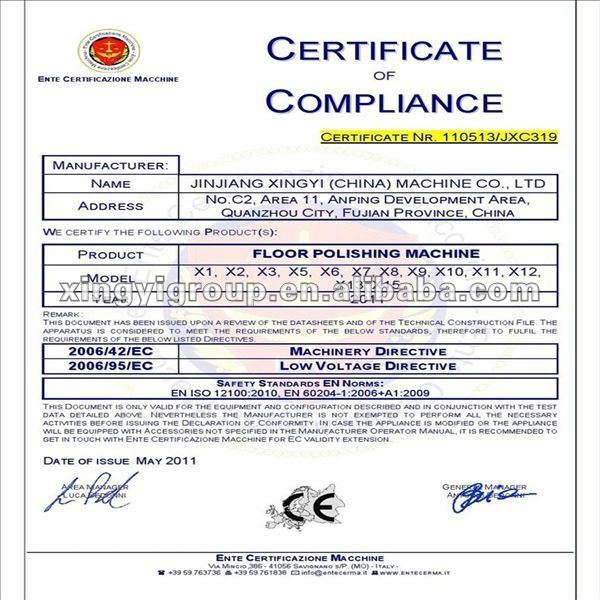 ENTE CERTIFICAZIONE MACCHINE
CERTIFICATE
OF
COMPLIANCE
CERTIFICATE NR. 110513/JXC319
MANUFACTURER:
NAME JINJIANG XINGYI (CHINA) MACHINE CO., LTD
ADDRESS NO.C2, AREA 11, ANPING DEVELOPMENT AREA,
QUANZHOU CITY, FUJIAN PROVINCE, CHINA
WE CERTIFY THE FOLLOWING PRODUCT(S):
PRODUCT FLOOR POLISHING MACHINE
MODEL X1, X2, X3, X5, X6, X7, X8, X9, X10, X11, X12,
X13, X15
YEAR 2011
xingyigroup.en.alibaba.com
REMARK:
THIS DOCUMENT HAS BEEN ISSUED UPON A REVIEW OF THE DATASHEETS AND OF THE TECHNICAL CONSTRUCTION FILE. THE
APPARATUS IS CONSIDERED TO MEET THE REQUIREMENTS OF THE BELOW STANDARDS, THEREFORE TO FULFIL THE
REQUIREMENTS OF THE BELOW LISTED DIRECTIVES.
2006/42/EC MACHINERY DIRECTIVE
2006/95/EC LOW VOLTAGE DIRECTIVE
SAFETY STANDARDS EN NORMS:
EN ISO 12100:2010, EN 60204-1:2006+A1:2009
THIS DOCUMENT IS ONLY VALID FOR THE EQUIPMENT AND CONFIGURATION DESCRIBED AND IN CONJUNCTION WITH THE TEST
DATA DETAILED ABOVE. NEVERTHELESS THE MANUFACTURER IS NOT EXEMPTED TO PERFORM ALL THE NECESSARY
ACTIVITIES BEFORE ISSUING THE DECLARATION OF CONFORMITY. IN CASE THE APPLIANCE IS MODIFIED OR THE APPLIANCE
WILL BE EQUIPPED WITH ACCESSORIES NOT SPECIFIED IN THE MANUFACTURER OPERATOR MANUAL, IT IS RECOMMENDED TO
GET IN TOUCH WITH ENTE CERTIFICAZIONE MACCHINE FOR EC VALIDITY EXTENSION.
DATE OF ISSUE MAY 2011
AREA MANAGER GENERAL MANAGER
LUCA
CE
ENTE CERTIFICAZIONE MACCHINE
VIA MINCIO,386 - 41056 SAVIGNANO S/P. (MO) - ITALY -
☎ +39 59 763736 +39 59 761838 info@entecerma.it www.entecerma.it